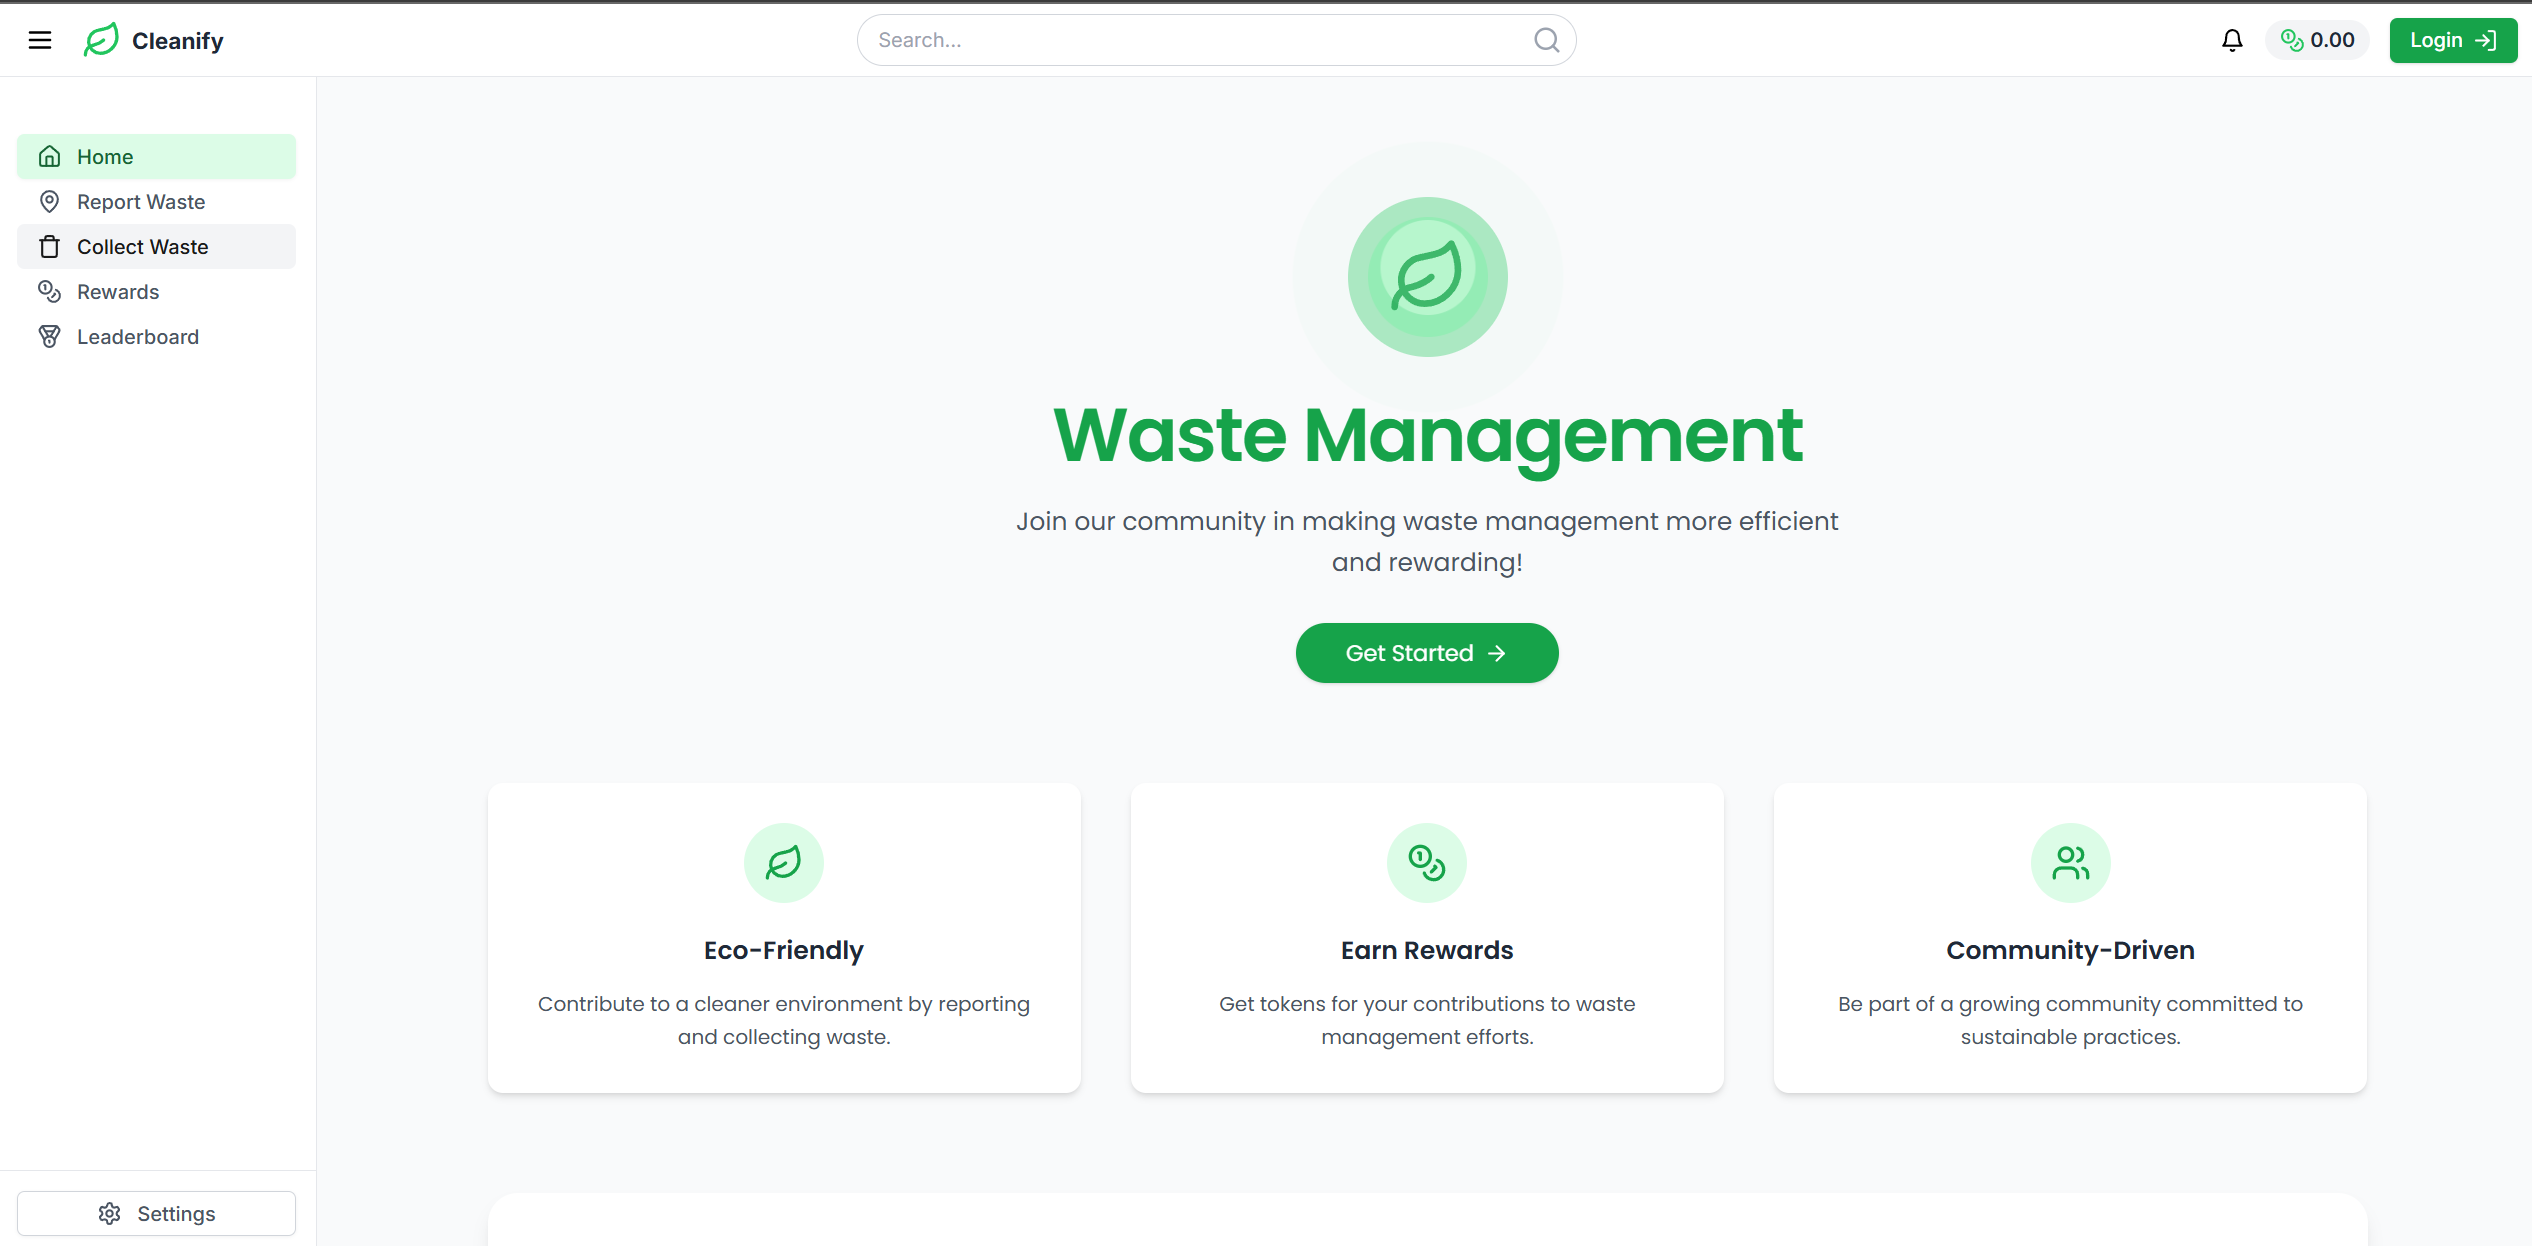 Cleanify
Search...
0.00
Login
Home
Report Waste
Collect Waste
Rewards
Leaderboard
Settings
Waste Management
Join our community in making waste management more efficient
and rewarding!
Get Started
Eco-Friendly
Contribute to a cleaner environment by reporting
and collecting waste.
Earn Rewards
Get tokens for your contributions to waste
management efforts.
Community-Driven
Be part of a growing community committed to
sustainable practices.